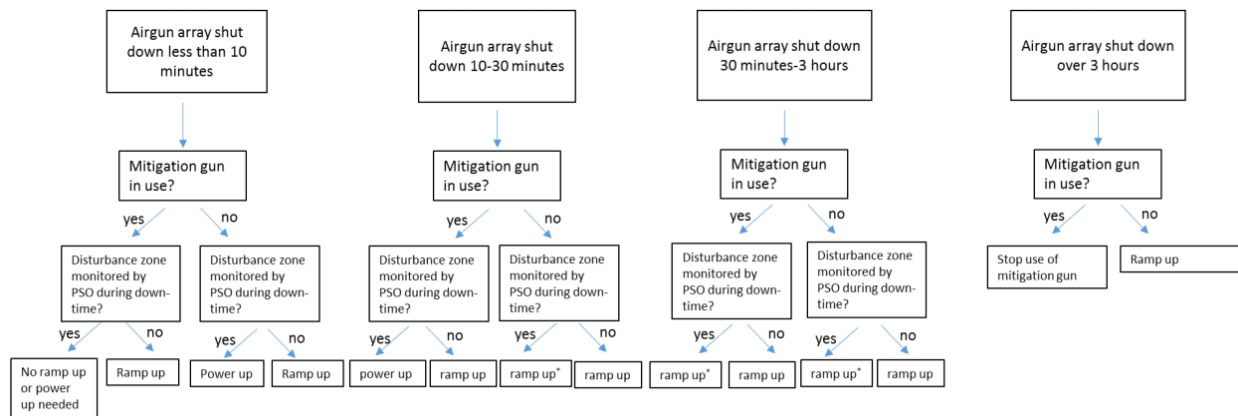 Airgun array shut
down less than 10
minutes
Airgun array shut
down 10-30 minutes
Airgun array shut down
30 minutes-3 hours
Airgun array shut down
over 3 hours
Mitigation gun
in use?
Mitigation gun
in use?
Mitigation gun
in use?
Mitigation gun
in use?
yes
no
yes
no
yes
no
yes
no
Disturbance zone
monitored by
PSO during down-
time?
Disturbance zone
monitored by
PSO during down-
time?
Disturbance zone
monitored by
PSO during down-
time?
Disturbance zone
monitored by
PSO during down-
time?
Disturbance zone
monitored by
PSO during down-
time?
Disturbance zone
monitored by
PSO during down-
time?
Stop use of
mitigation gun
Ramp up
yes
no
yes
no
yes
no
yes
no
yes
no
yes
no
No ramp up
or power
up needed
Ramp up
Power up
Ramp up
power up
ramp up
ramp up*
ramp up
ramp up*
ramp up
ramp up*
ramp up